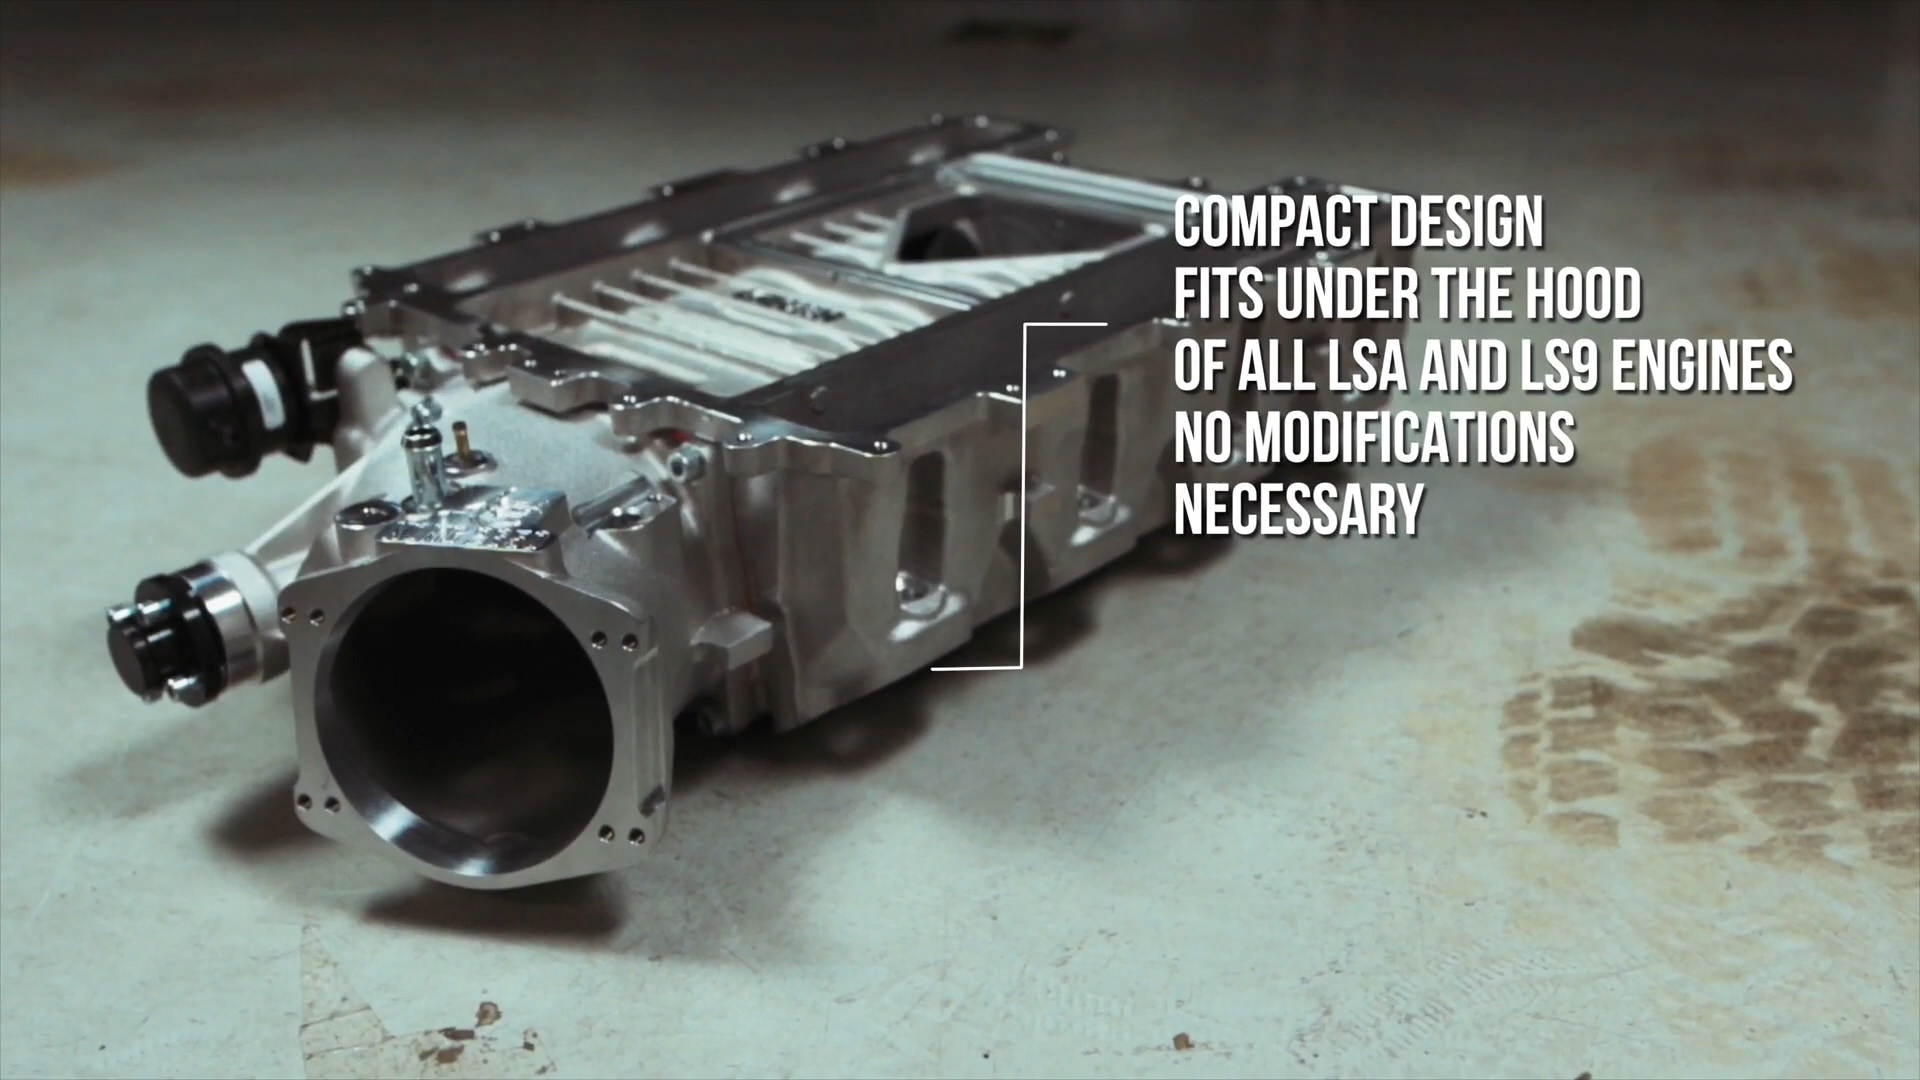 COMPACT DESIGN
FITS UNDER THE HOOD
OF ALL LSA AND LS9 ENGINES
NO MODIFICATIONS
NECESSARY